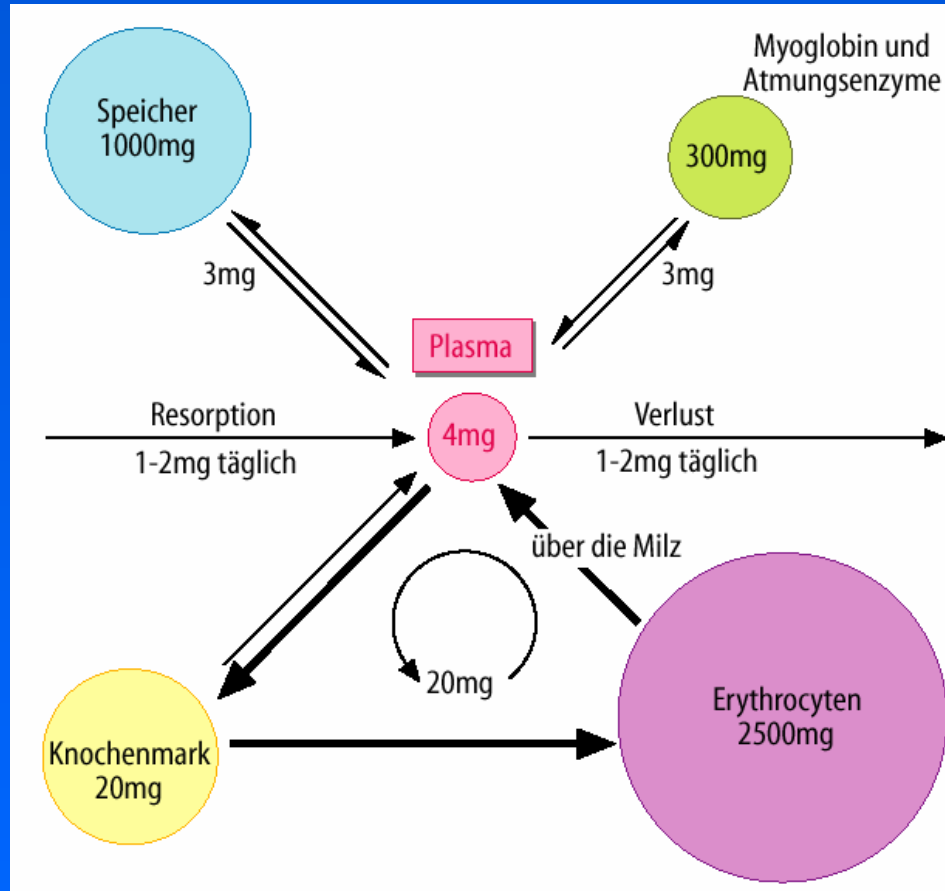 Myoglobin und
Atmungsenzyme
Speicher
1000mg
300mg
3mg
3mg
Plasma
Resorption
1-2mg täglich
4mg
Verlust
1-2mg täglich
über die Milz
20mg
Knochenmark
20mg
Erythrocyten
2500mg